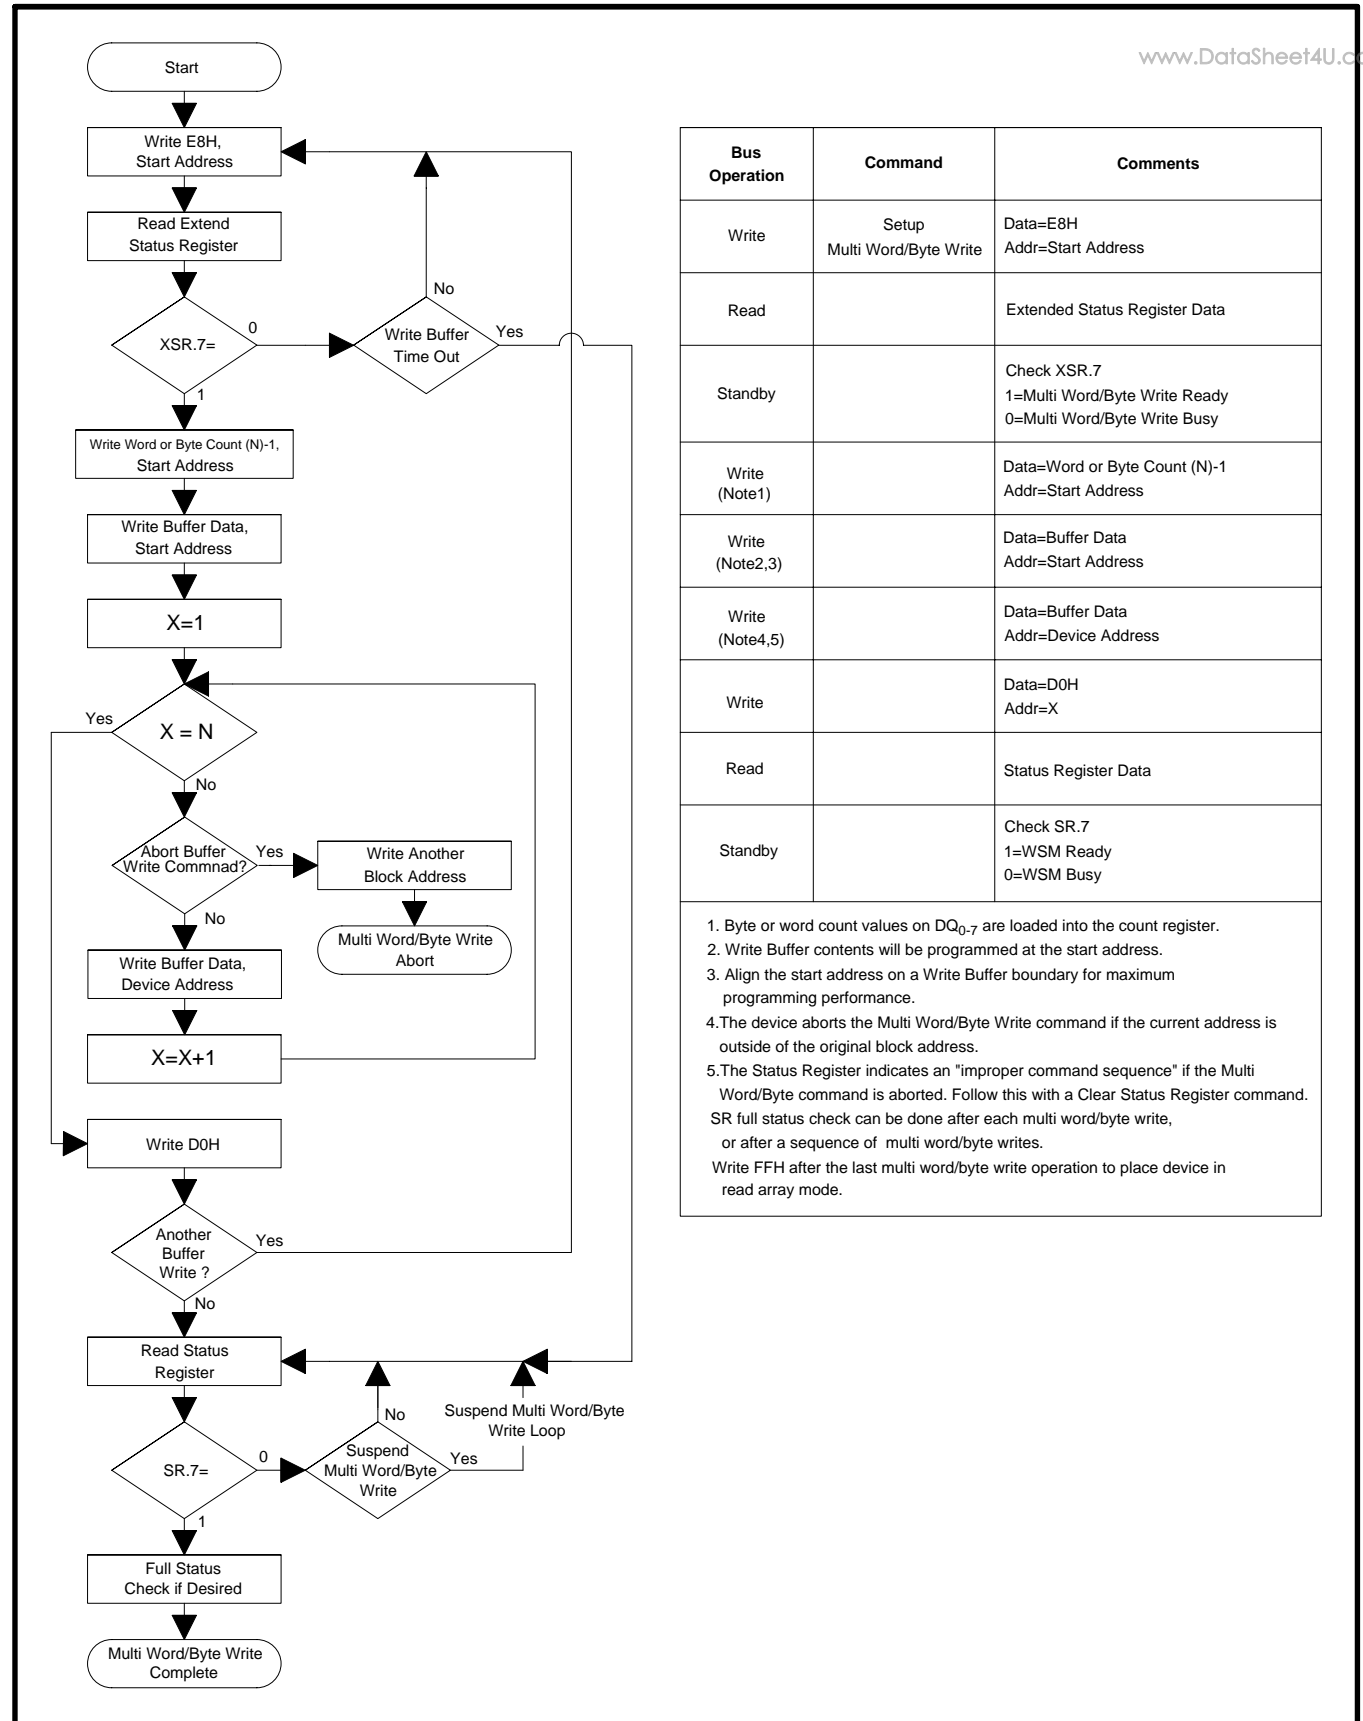 www.DataSheet4U.c
Start
Write E8H,
Start Address
Read Extend
Status Register
No
XSR.7=
0
Write Buffer
Time Out
Yes
1
Write Word or Byte Count (N)-1,
Start Address
Write Buffer Data,
Start Address
X=1
Yes
X = N
No
Abort Buffer
Write Commnad?
Yes
Write Another
Block Address
No
Multi Word/Byte Write
Abort
Write Buffer Data,
Device Address
X=X+1
Write D0H
Another
Buffer
Write ?
Yes
No
Read Status
Register
No
Suspend Multi Word/Byte
Write Loop
SR.7=
0
Suspend
Multi Word/Byte
Write
Yes
1
Full Status
Check if Desired
Multi Word/Byte Write
Complete
Bus
Operation
Command
Comments
Write
Setup
Multi Word/Byte Write
Data=E8H
Addr=Start Address
Read
Extended Status Register Data
Standby
Check XSR.7
1=Multi Word/Byte Write Ready
0=Multi Word/Byte Write Busy
Write
(Note1)
Data=Word or Byte Count (N)-1
Addr=Start Address
Write
(Note2,3)
Data=Buffer Data
Addr=Start Address
Write
(Note4,5)
Data=Buffer Data
Addr=Device Address
Write
Data=D0H
Addr=X
Read
Status Register Data
Standby
Check SR.7
1=WSM Ready
0=WSM Busy
1. Byte or word count values on DQ0-7 are loaded into the count register.
2. Write Buffer contents will be programmed at the start address.
3. Align the start address on a Write Buffer boundary for maximum
programming performance.
4.The device aborts the Multi Word/Byte Write command if the current address is
outside of the original block address.
5.The Status Register indicates an "improper command sequence" if the Multi
Word/Byte command is aborted. Follow this with a Clear Status Register command.
SR full status check can be done after each multi word/byte write,
or after a sequence of multi word/byte writes.
Write FFH after the last multi word/byte write operation to place device in
read array mode.